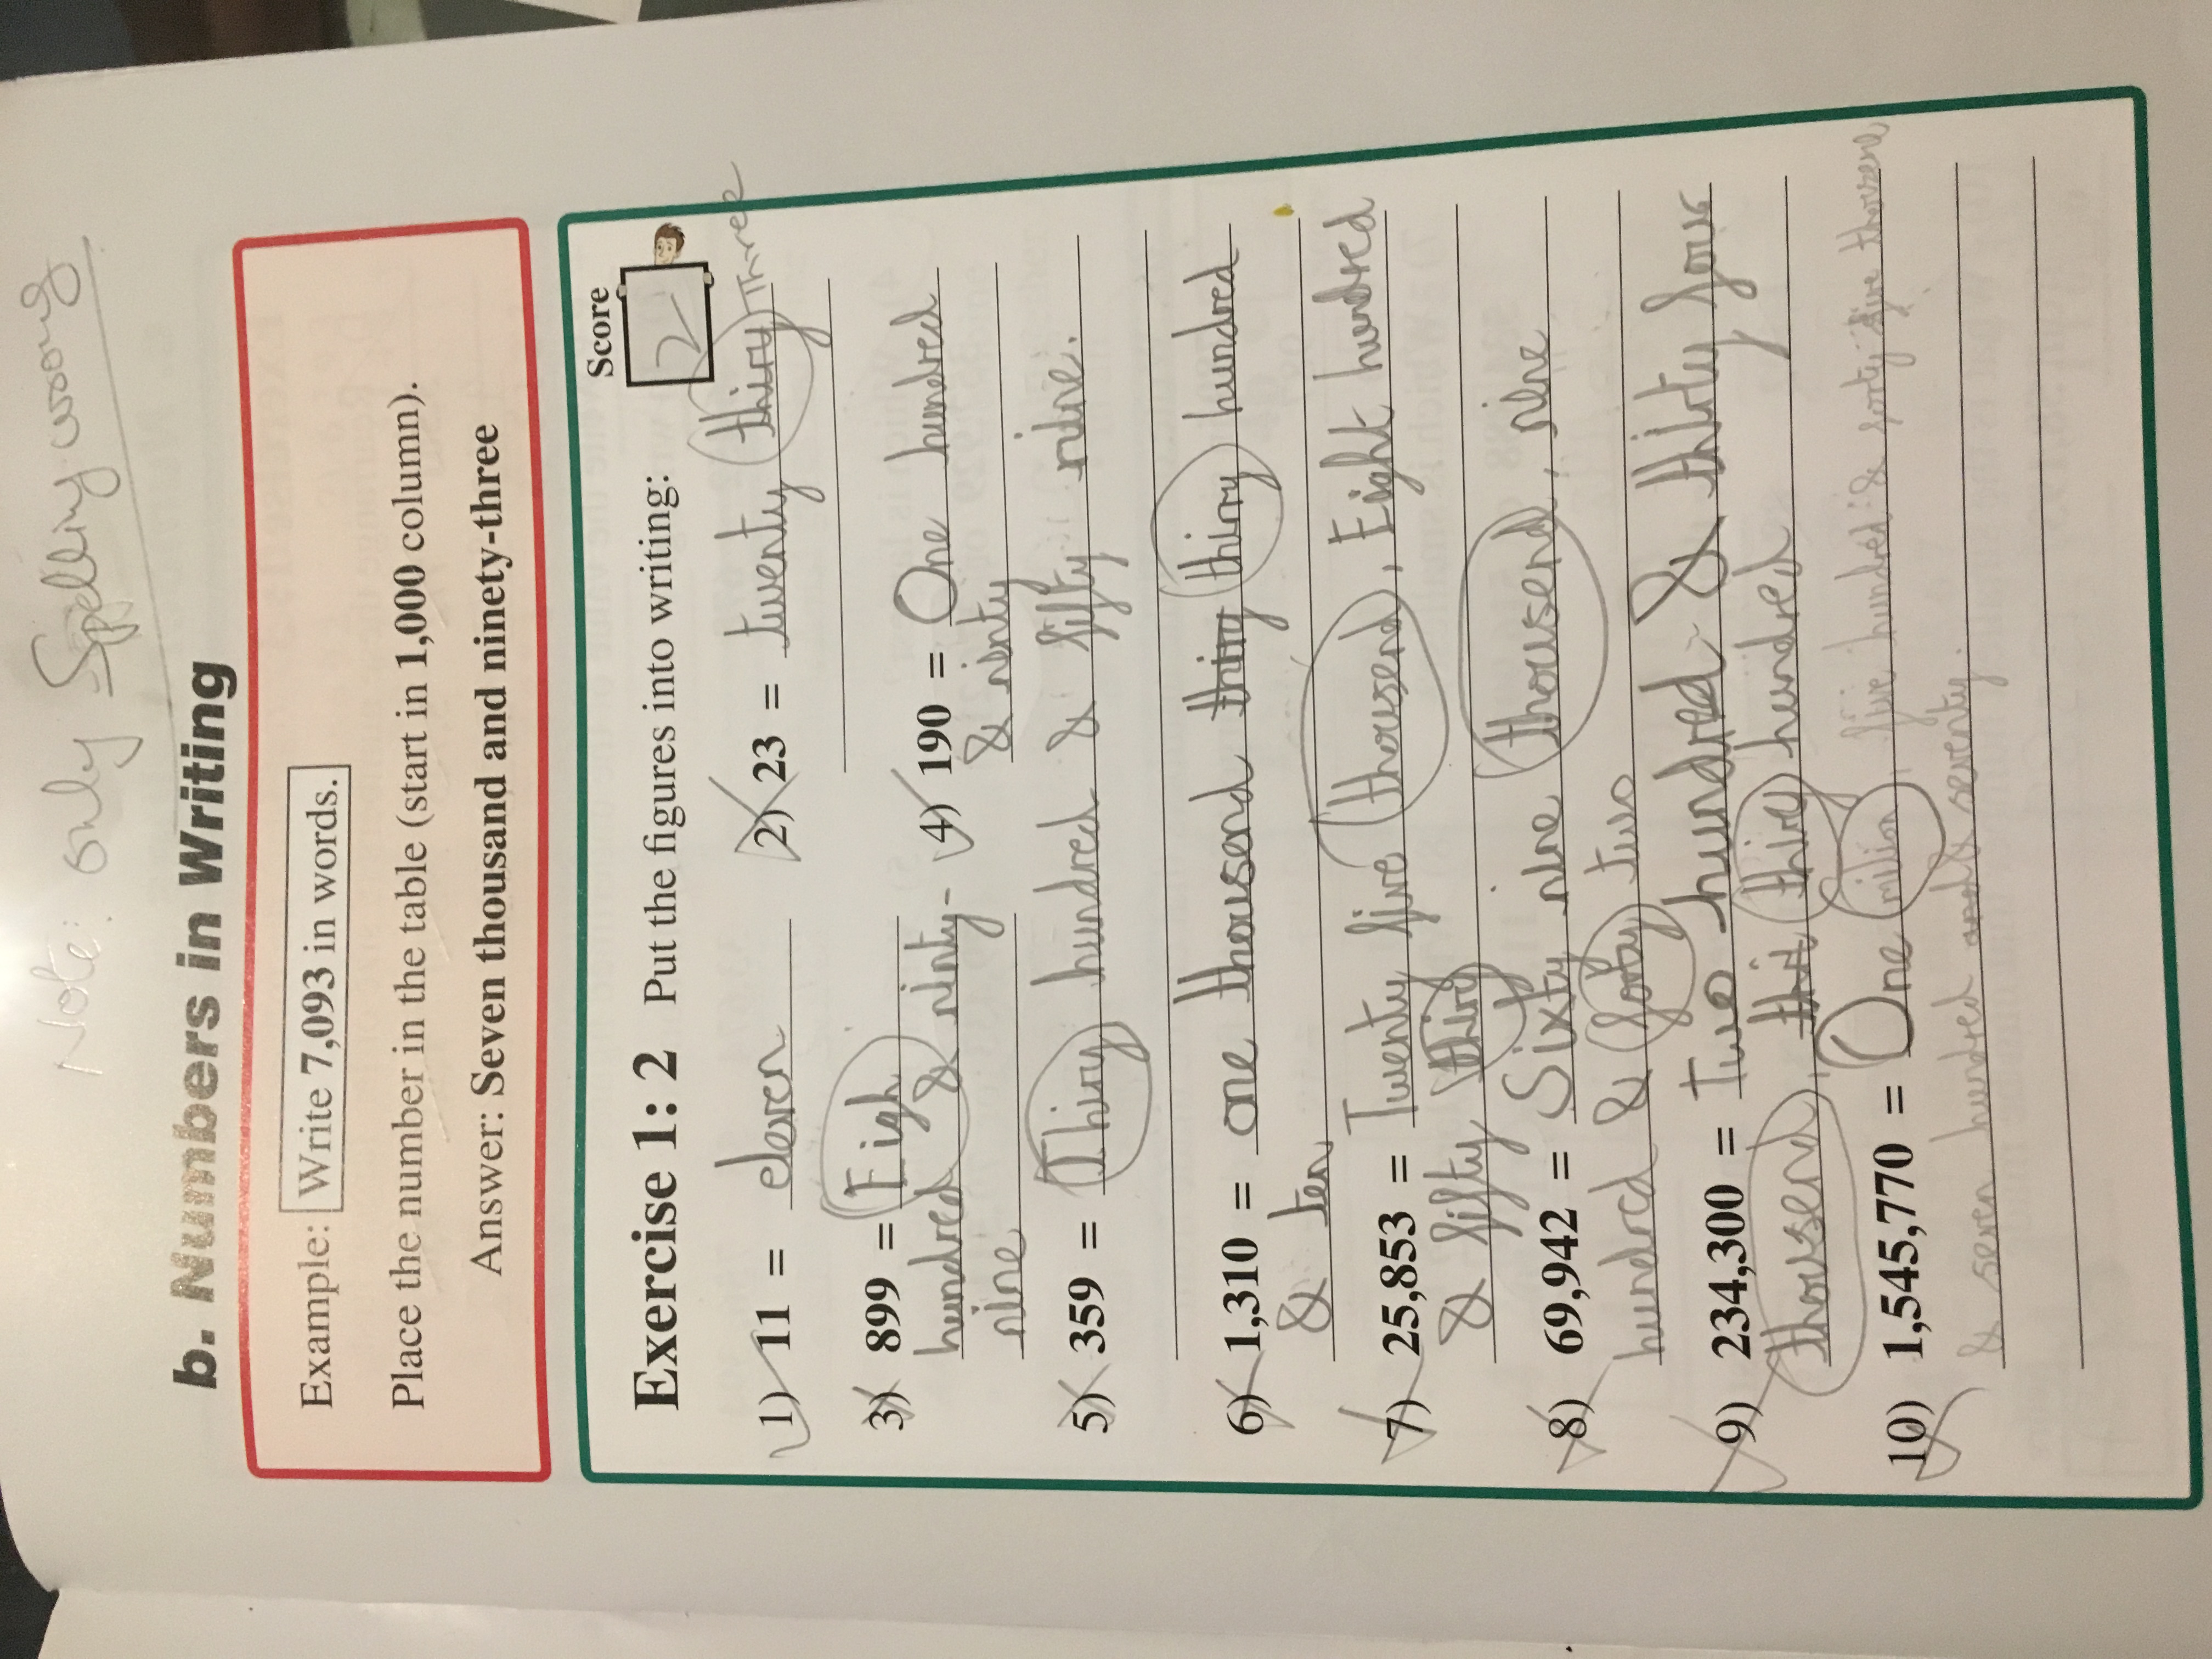 Note: only Spelling wrong
b. Numbers in Writing
Example: Write 7,093 in words.
Place the number in the table (start in 1,000 column).
Answer: Seven thousand and ninety-three
Score
Exercise 1: 2 Put the figures into writing: 2
1) 11 = eleven
2) 23 = twenty thiry Three
3) 899 = Eigh
hundred & ninty-
nine
4) 190 = One hundred
& ninty
5) 359 = Thiry hundred & fifty nine.
6) 1,310 = one thousend thiry thirry hundred
& ten
7) 25,853 = Twenty five thousend, Eight hundred
& fifty thiry
8) 69,942 = Sixty nine thousend, nine
hundred & forty two
9) 234,300 = Two hundred & thirty four
thousend, thi thiry hundred
10) 1,545,770 = One milion, five hundred & forty five thousend
& seven hundred and & seventy.